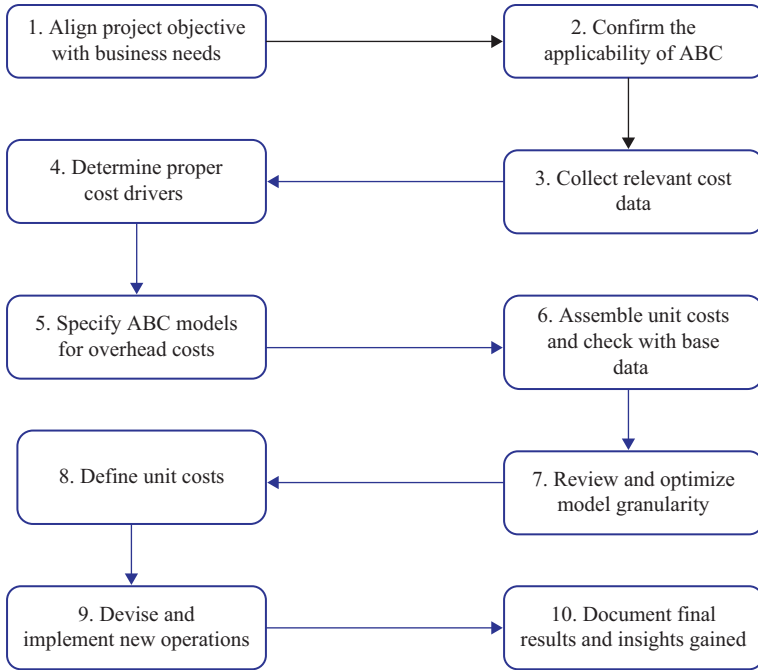 1. Align project objective
with business needs
2. Confirm the
applicability of ABC
3. Collect relevant cost
data
4. Determine proper
cost drivers
5. Specify ABC models
for overhead costs
6. Assemble unit costs
and check with base
data
7. Review and optimize
model granularity
8. Define unit costs
9. Devise and
implement new operations
10. Document final
results and insights gained